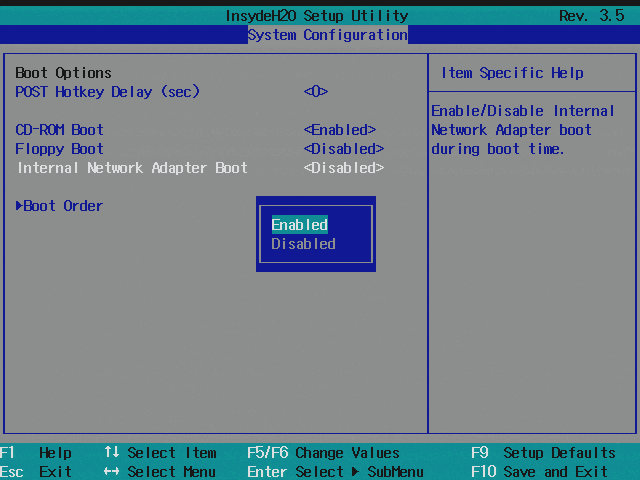 InsydeH2O Setup Utility Rev. 3.5
System Configuration
Boot Options
POST Hotkey Delay (sec) <0>
CD-ROM Boot <Enabled>
Floppy Boot <Disabled>
Internal Network Adapter Boot <Disabled>
Boot Order
Enabled
Disabled
Item Specific Help
Enable/Disable Internal
Network Adapter boot
during boot time.
F1 Help ↑↓ Select Item F5/F6 Change Values F9 Setup Defaults
Esc Exit ←→ Select Menu Enter Select ▶ SubMenu F10 Save and Exit